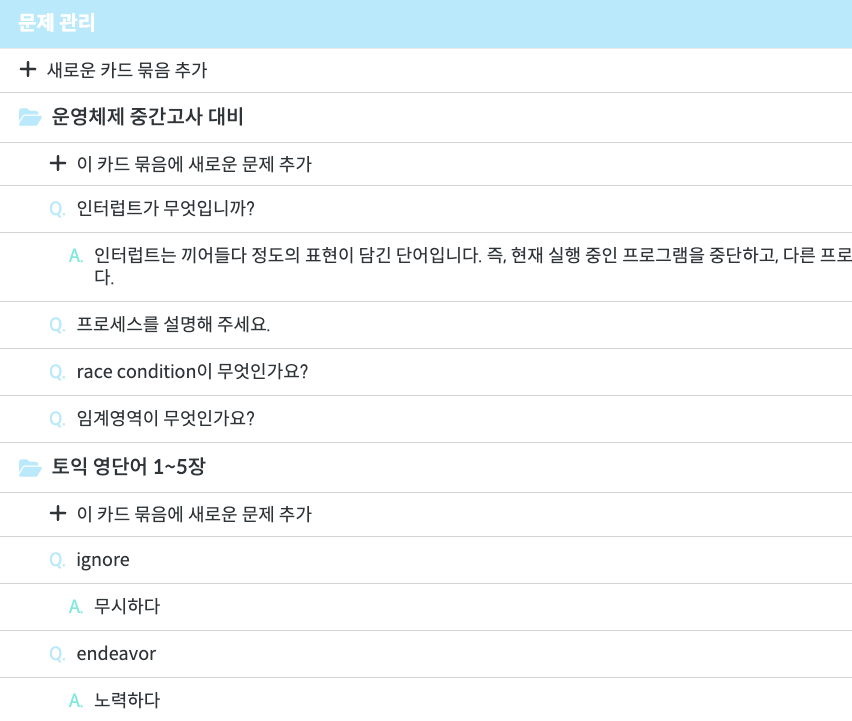 문제 관리
+ 새로운 카드 묶음 추가
운영체제 중간고사 대비
+ 이 카드 묶음에 새로운 문제 추가
Q. 인터럽트가 무엇입니까?
A. 인터럽트는 끼어들다 정도의 표현이 담긴 단어입니다. 즉, 현재 실행 중인 프로그램을 중단하고, 다른 프로
다.
Q. 프로세스를 설명해 주세요.
Q. race condition이 무엇인가요?
Q. 임계영역이 무엇인가요?
토익 영단어 1~5장
+ 이 카드 묶음에 새로운 문제 추가
Q. ignore
A. 무시하다
Q. endeavor
A. 노력하다